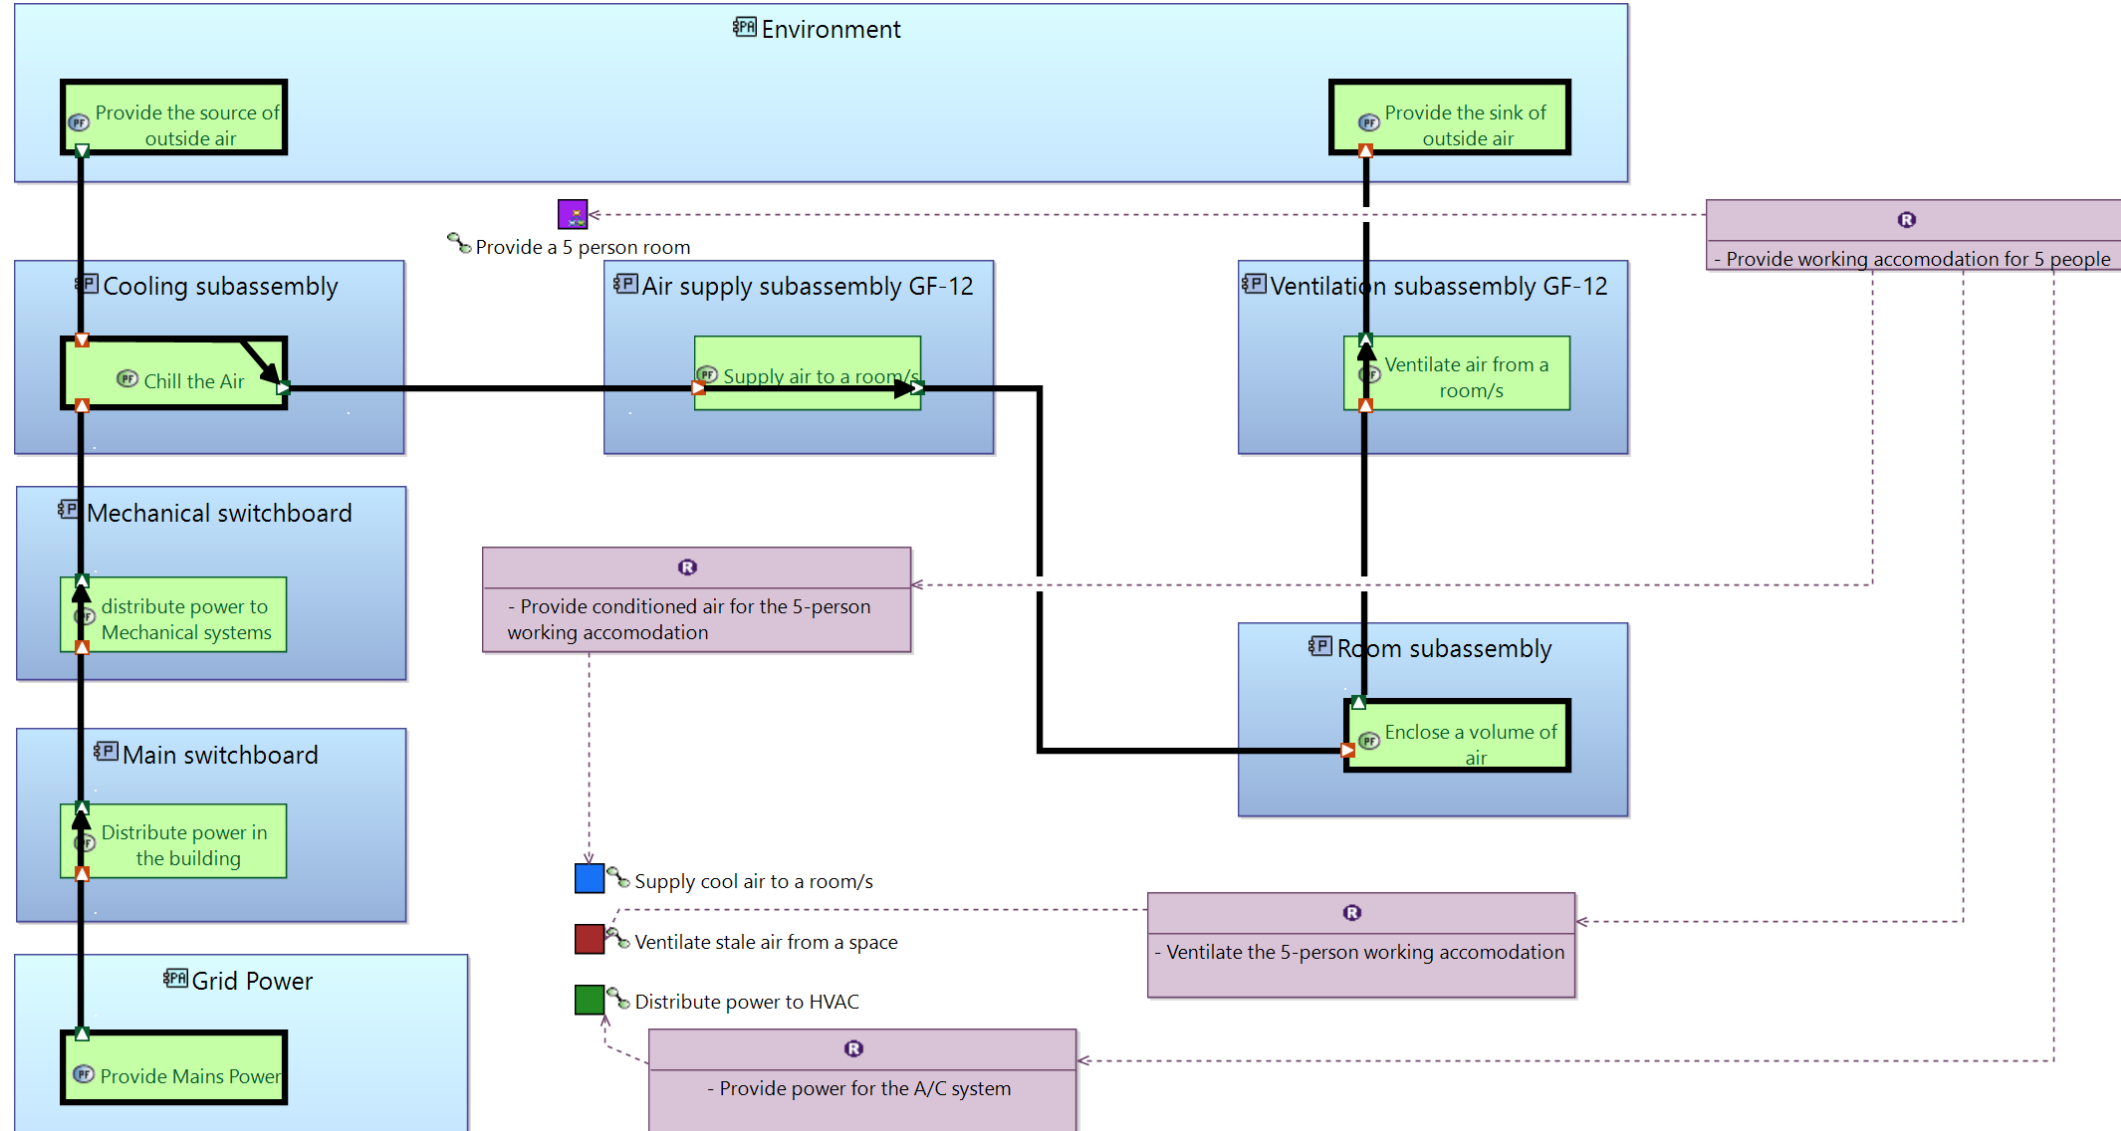 Environment
Provide the source of
outside air
Provide the sink of
outside air
Provide a 5 person room
- Provide working accomodation for 5 people
Cooling subassembly
Chill the Air
Air supply subassembly GF-12
Supply air to a room/s
Ventilation subassembly GF-12
Ventilate air from a
room/s
Mechanical switchboard
distribute power to
Mechanical systems
- Provide conditioned air for the 5-person
working accomodation
Room subassembly
Enclose a volume of
air
Main switchboard
Distribute power in
the building
Supply cool air to a room/s
Ventilate stale air from a space
Distribute power to HVAC
- Ventilate the 5-person working accomodation
Grid Power
Provide Mains Power
- Provide power for the A/C system